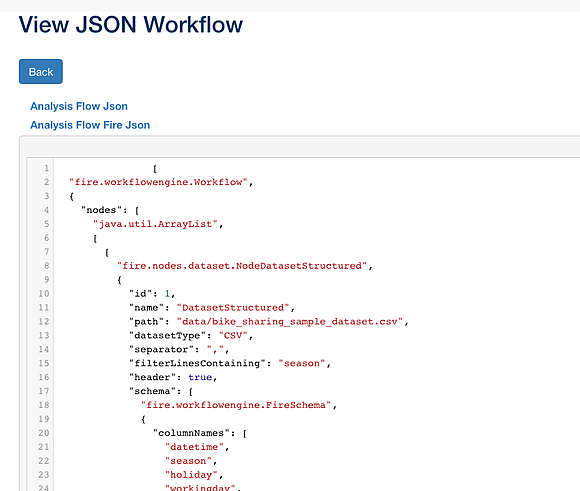 View JSON Workflow
Back
Analysis Flow Json
Analysis Flow Fire Json
1 [
2 "fire.workflowengine.Workflow",
3 {
4 "nodes": [
5 "java.util.ArrayList",
6 [
7 [
8 "fire.nodes.dataset.NodeDatasetStructured",
9 {
10 "id": 1,
11 "name": "DatasetStructured",
12 "path": "data/bike_sharing_sample_dataset.csv",
13 "datasetType": "CSV",
14 "separator": ",",
15 "filterLinesContaining": "season",
16 "header": true,
17 "schema": [
18 "fire.workflowengine.FireSchema",
19 {
20 "columnNames": [
21 "datetime",
22 "season",
23 "holiday",
24 "workingday",